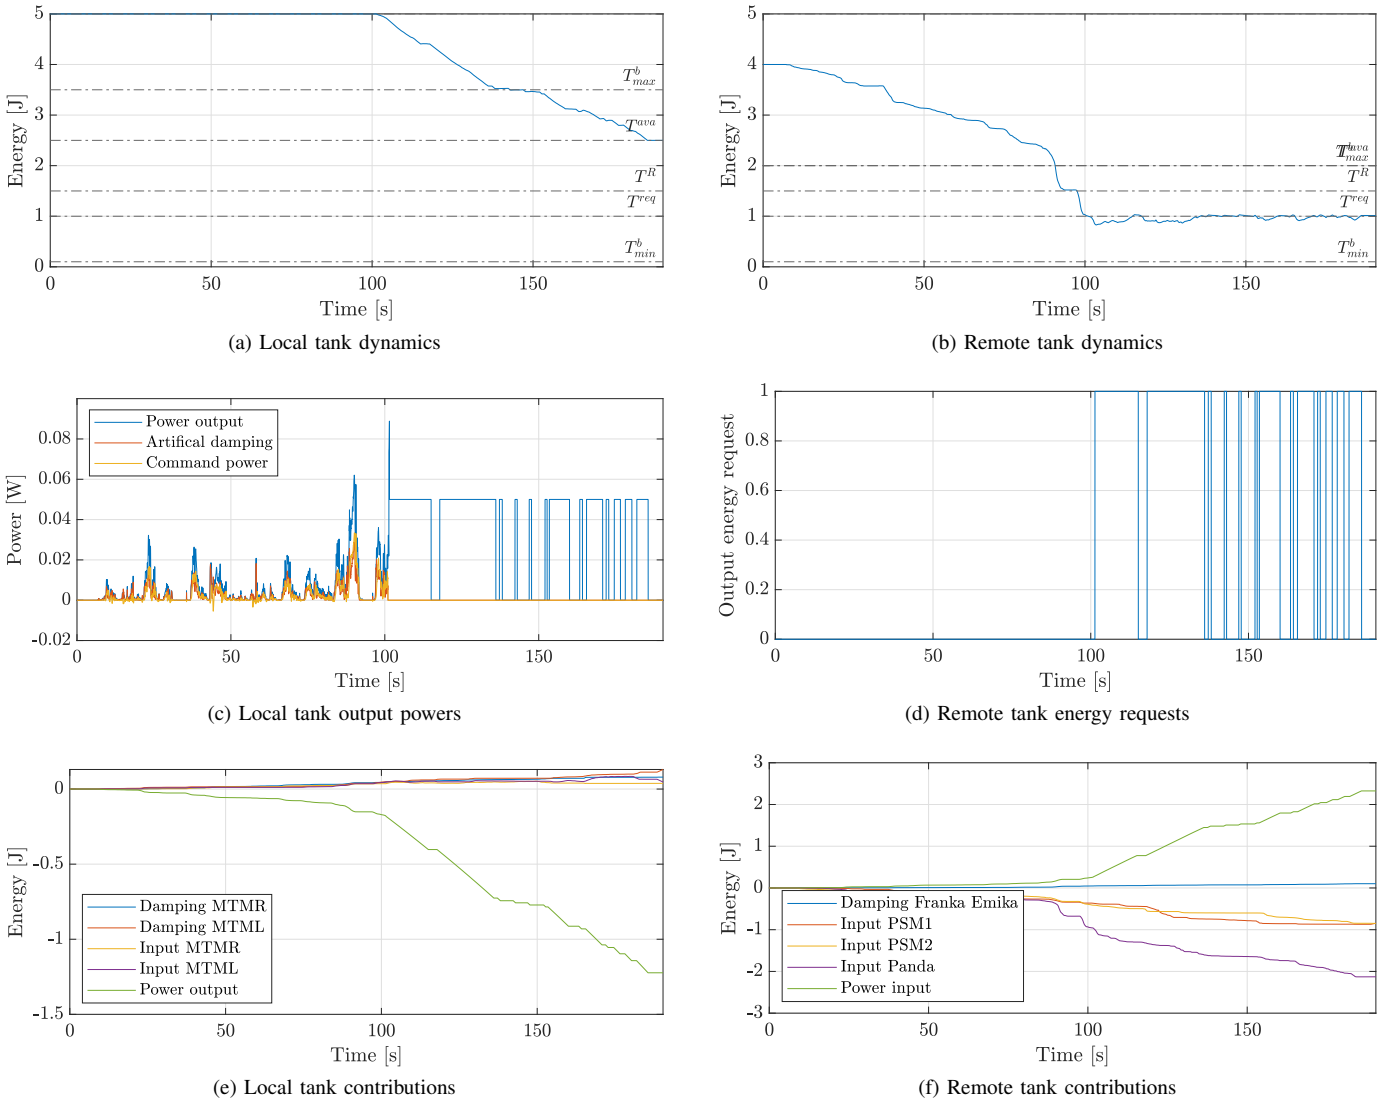 5
4
3
2
1
0
Energy [J]
T^b_max
T^ava
T^R
T^req
T^b_min
0
50
100
150
Time [s]
(a) Local tank dynamics
5
4
3
2
1
0
Energy [J]
T^ava
T^b_max
T^R
T^req
T^b_min
0
50
100
150
Time [s]
(b) Remote tank dynamics
0.08
0.06
0.04
0.02
0
-0.02
Power [W]
Power output
Artifical damping
Command power
0
50
100
150
Time [s]
(c) Local tank output powers
1
0.8
0.6
0.4
0.2
0
Output energy request
0
50
100
150
Time [s]
(d) Remote tank energy requests
0
-0.5
-1
-1.5
Energy [J]
Damping MTMR
Damping MTML
Input MTMR
Input MTML
Power output
0
50
100
150
Time [s]
(e) Local tank contributions
3
2
1
0
-1
-2
-3
Energy [J]
Damping Franka Emika
Input PSM1
Input PSM2
Input Panda
Power input
0
50
100
150
Time [s]
(f) Remote tank contributions